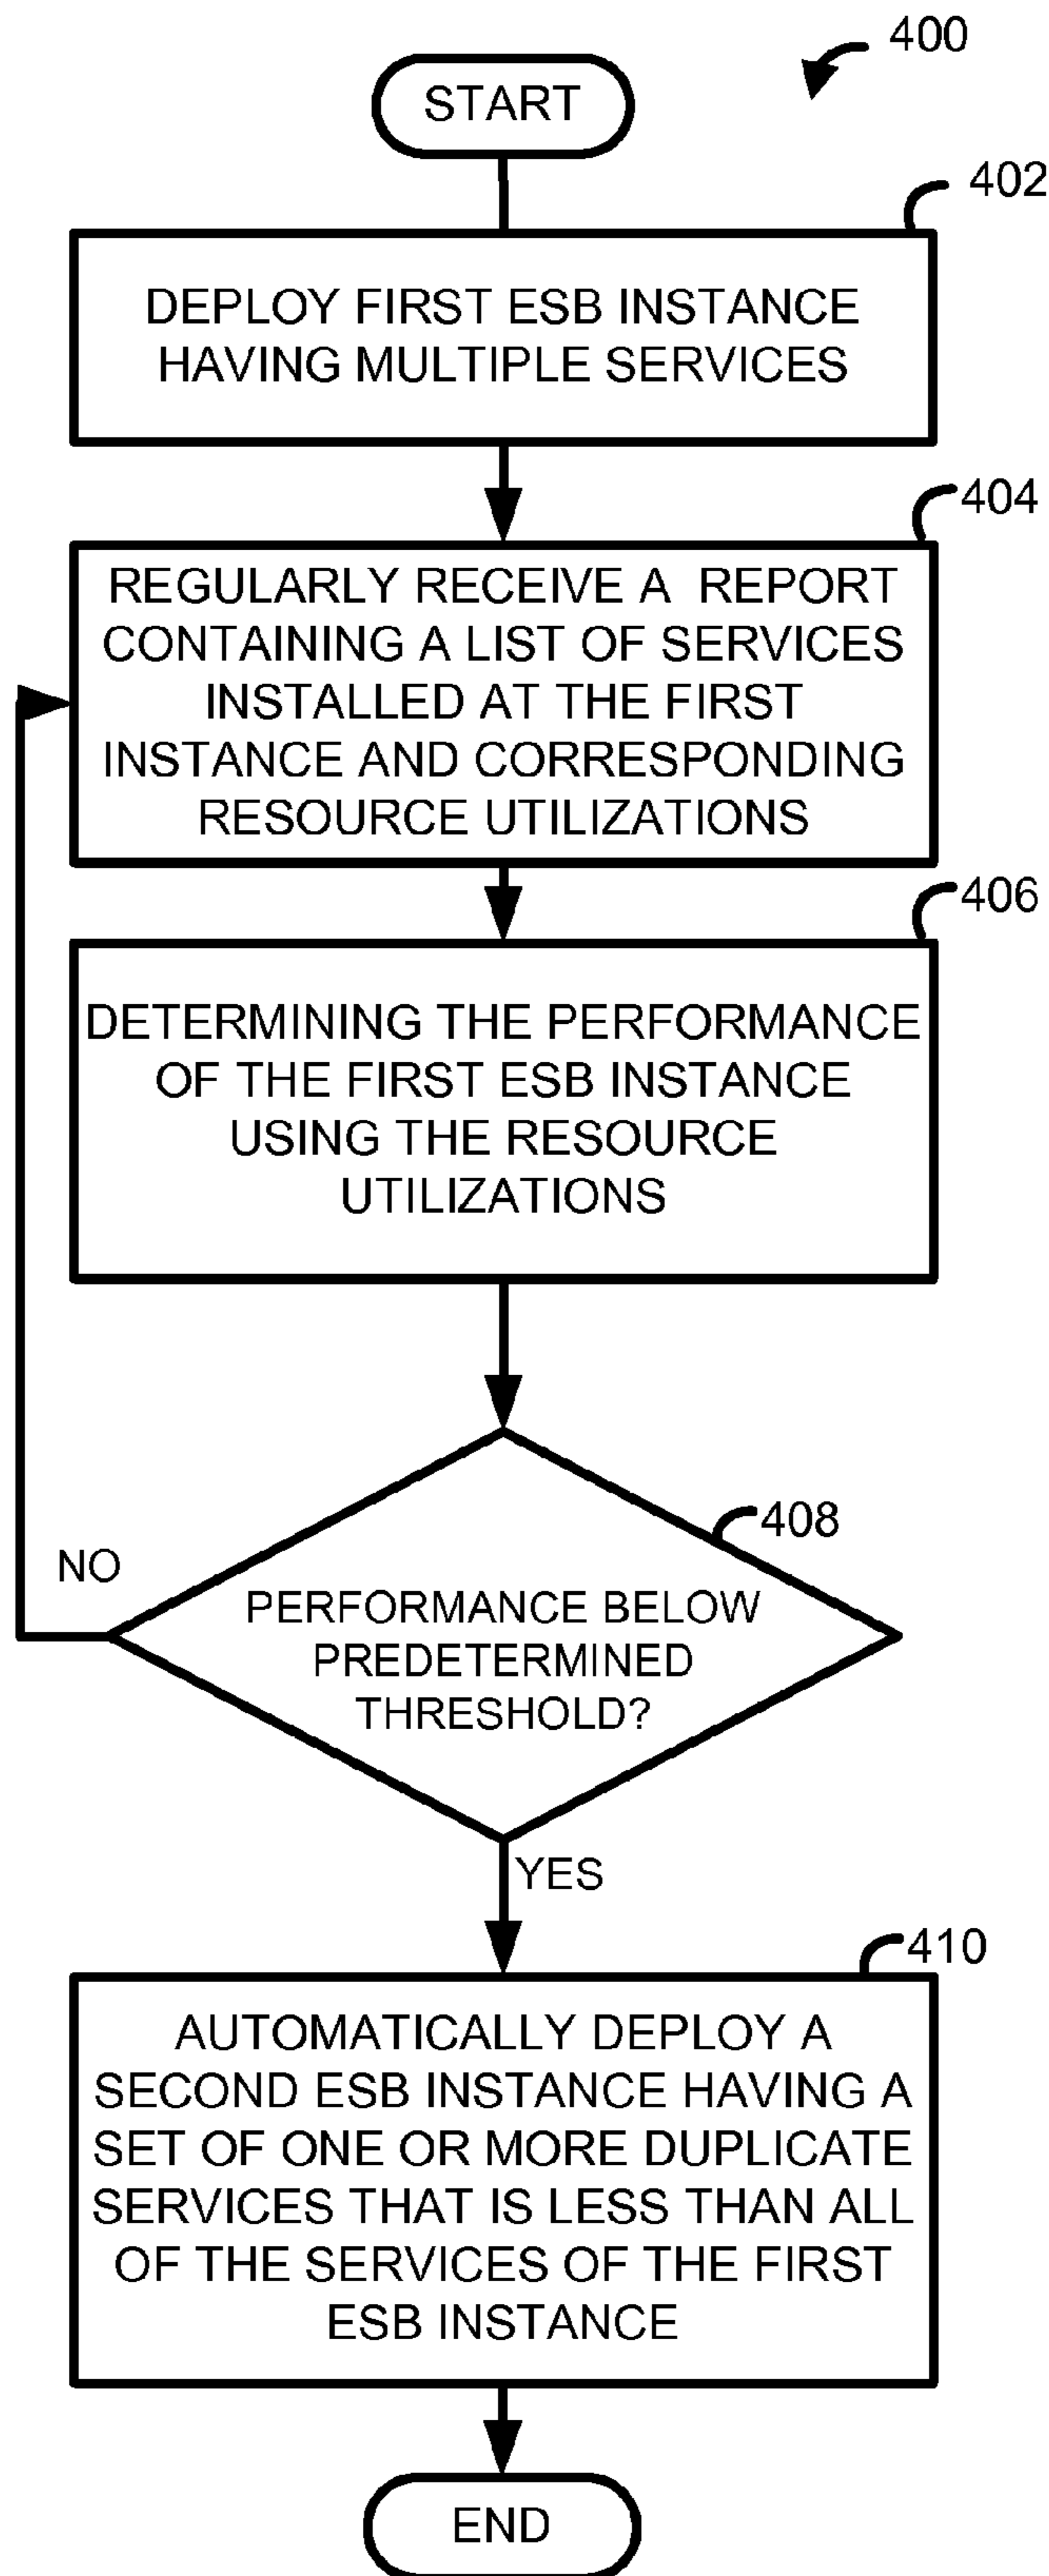 400
START
402
DEPLOY FIRST ESB INSTANCE
HAVING MULTIPLE SERVICES
404
REGULARLY RECEIVE A REPORT
CONTAINING A LIST OF SERVICES
INSTALLED AT THE FIRST
INSTANCE AND CORRESPONDING
RESOURCE UTILIZATIONS
406
DETERMINING THE PERFORMANCE
OF THE FIRST ESB INSTANCE
USING THE RESOURCE
UTILIZATIONS
408
NO
PERFORMANCE BELOW
PREDETERMINED
THRESHOLD?
YES
410
AUTOMATICALLY DEPLOY A
SECOND ESB INSTANCE HAVING A
SET OF ONE OR MORE DUPLICATE
SERVICES THAT IS LESS THAN ALL
OF THE SERVICES OF THE FIRST
ESB INSTANCE
END